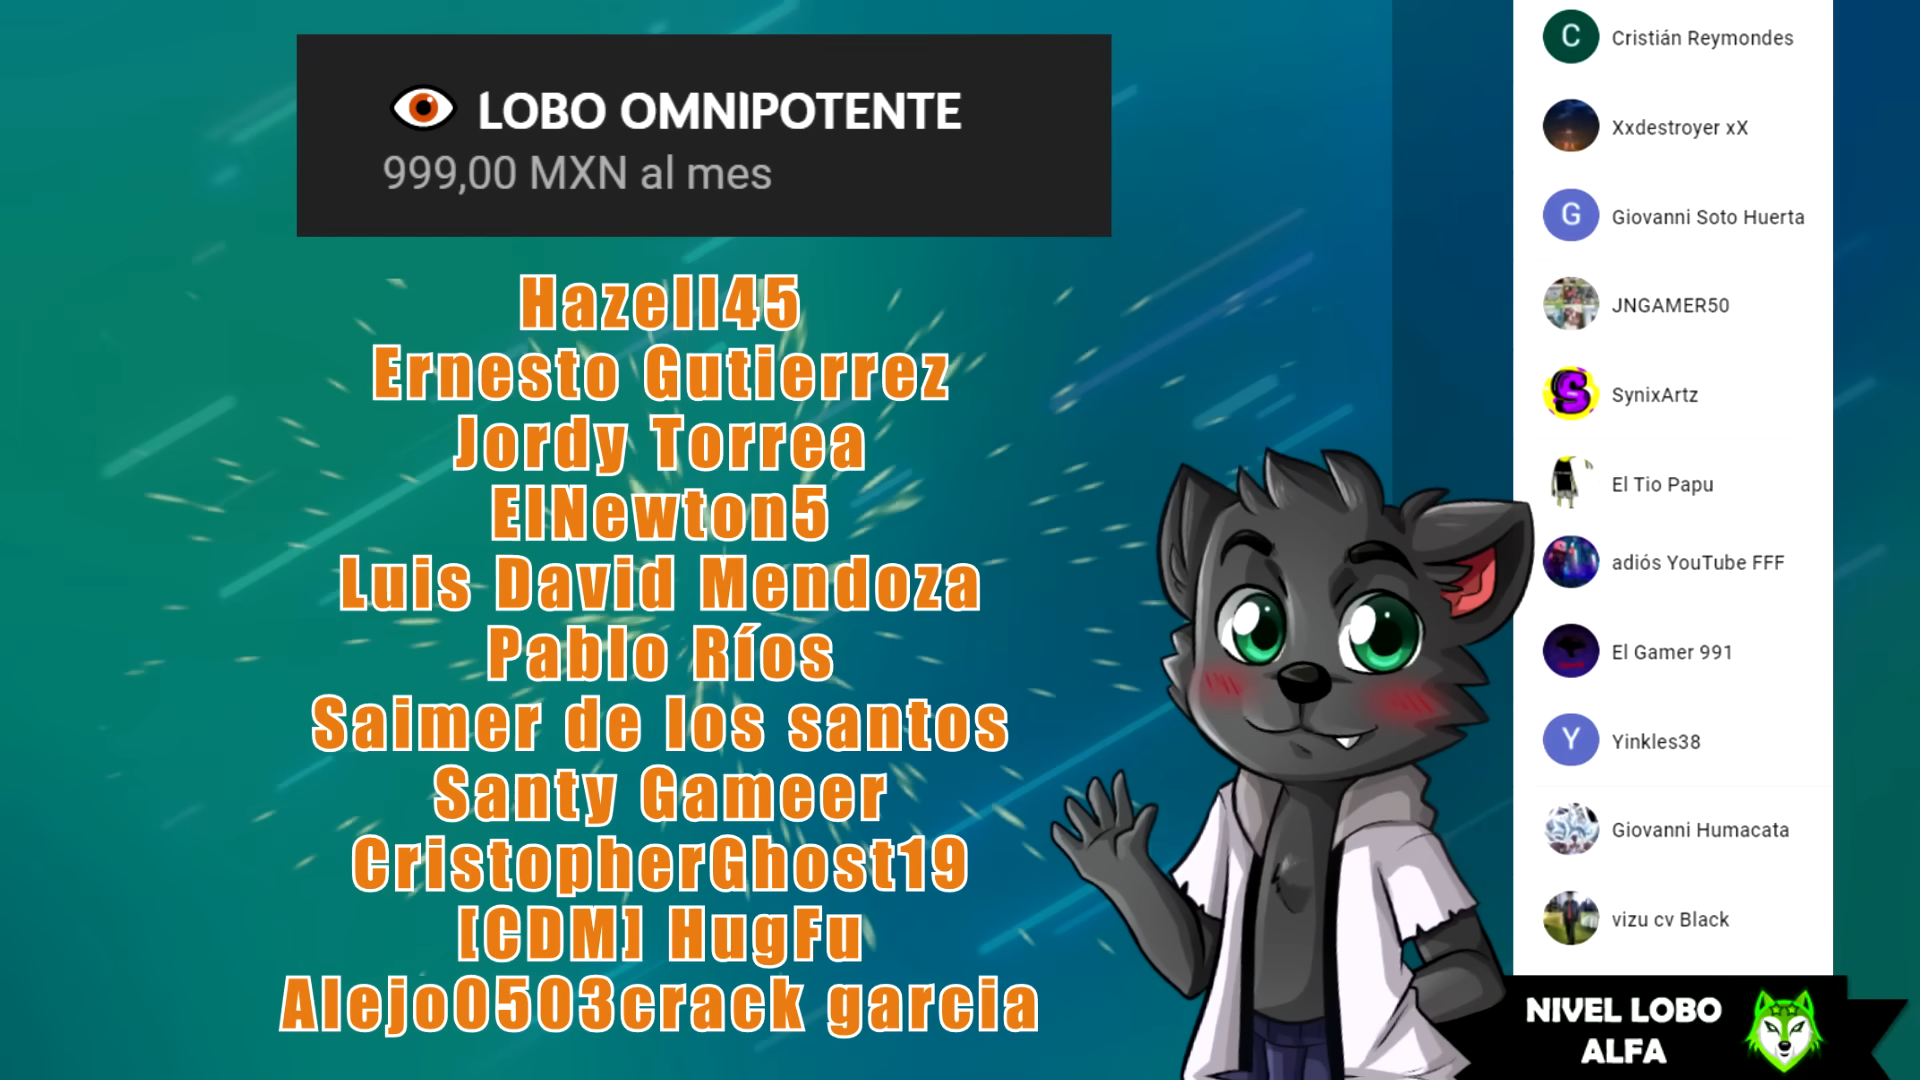 LOBO OMNIPOTENTE
999,00 MXN al mes
Hazell45
Ernesto Gutierrez
Jordy Torrea
ElNewton5
Luis David Mendoza
Pablo Ríos
Saimer de los santos
Santy Gameer
CristopherGhost19
[CDM] HugFu
Alejo0503crack garcia
C Cristián Reymondes
Xxdestroyer xX
G Giovanni Soto Huerta
JNGAMER50
S SynixArtz
El Tio Papu
adiós YouTube FFF
El Gamer 991
Y Yinkles38
Giovanni Humacata
vizu cv Black
NIVEL LOBO
ALFA